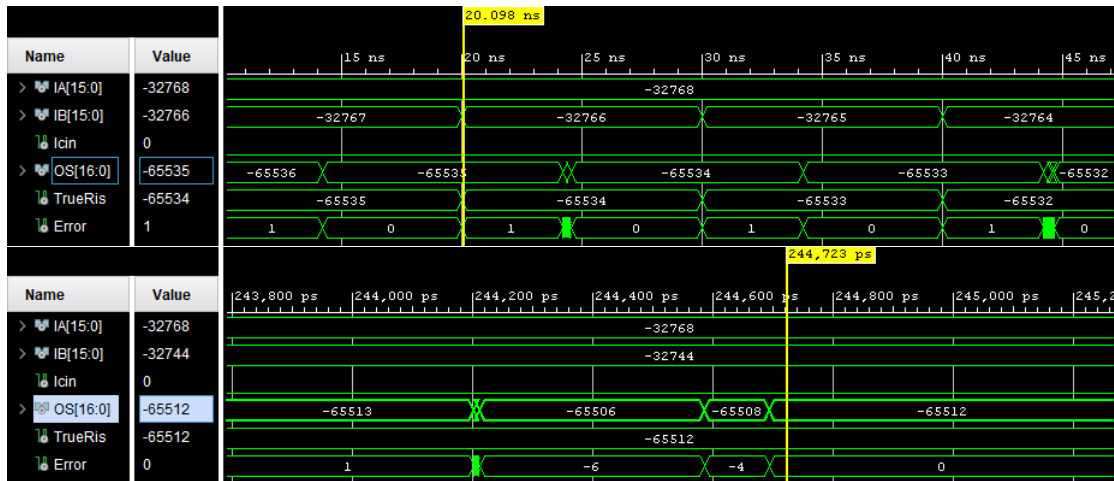 20.098 ns
Name Value 15 ns 20 ns 25 ns 30 ns 35 ns 40 ns 45 ns
IA[15:0] -32768 -32768
IB[15:0] -32766 -32767 -32766 -32765 -32764
Icin 0
OS[16:0] -65535 -65536 -65535 -65534 -65533 -65532
TrueRis -65534 -65535 -65534 -65533 -65532
Error 1 1 0 1 0 1 0 1 0
244,723 ps
Name Value 243,800 ps 244,000 ps 244,200 ps 244,400 ps 244,600 ps 244,800 ps 245,000 ps 245,2
IA[15:0] -32768 -32768
IB[15:0] -32744 -32744
Icin 0
OS[16:0] -65512 -65513 -65506 -65508 -65512
TrueRis -65512 -65512
Error 0 1 -6 -4 0